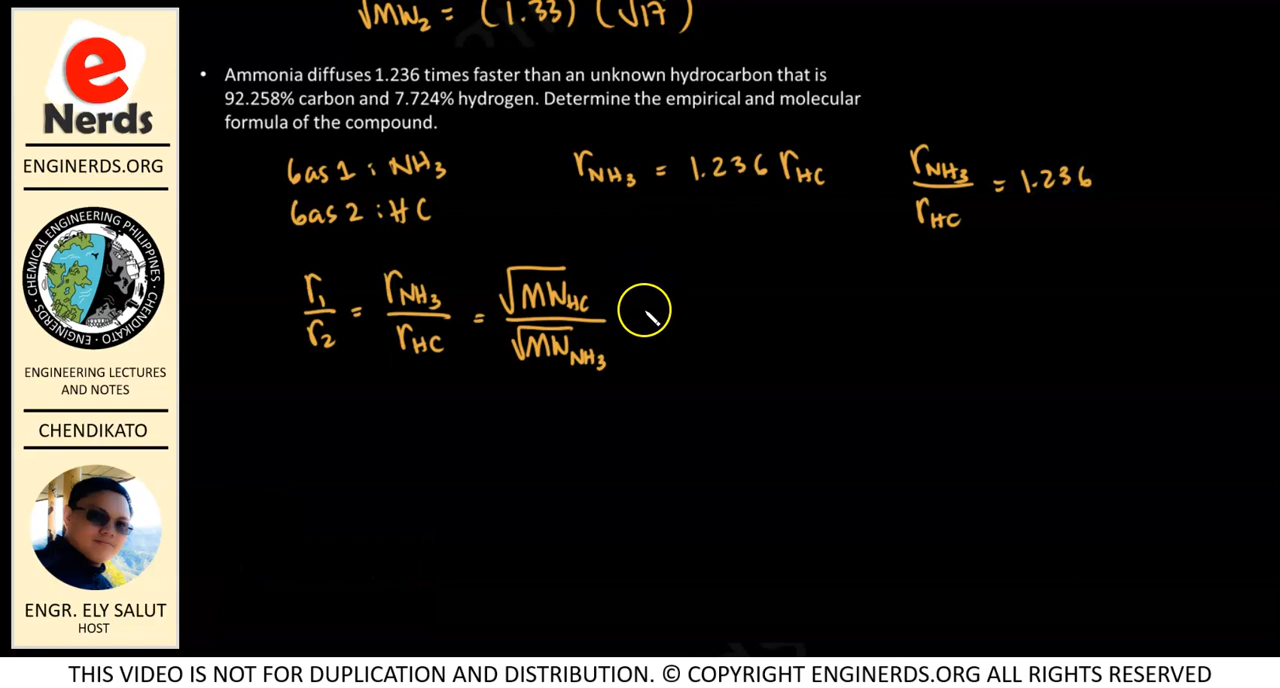 √MW₂ = (1.33) (√17)
• Ammonia diffuses 1.236 times faster than an unknown hydrocarbon that is
92.258% carbon and 7.724% hydrogen. Determine the empirical and molecular
formula of the compound.
Gas 1 : NH₃
Gas 2 : HC
r_NH₃ = 1.236 r_HC
r_NH₃ / r_HC = 1.236
r₁ / r₂ = r_NH₃ / r_HC = √MW_HC / √MW_NH₃
e
Nerds
ENGINERDS.ORG
CHEMICAL ENGINEERING PHILIPPINES
CHENDIKATO ENGINERDS.ORG
ENGINEERING LECTURES
AND NOTES
CHENDIKATO
ENGR. ELY SALUT
HOST
THIS VIDEO IS NOT FOR DUPLICATION AND DISTRIBUTION. © COPYRIGHT ENGINERDS.ORG ALL RIGHTS RESERVED